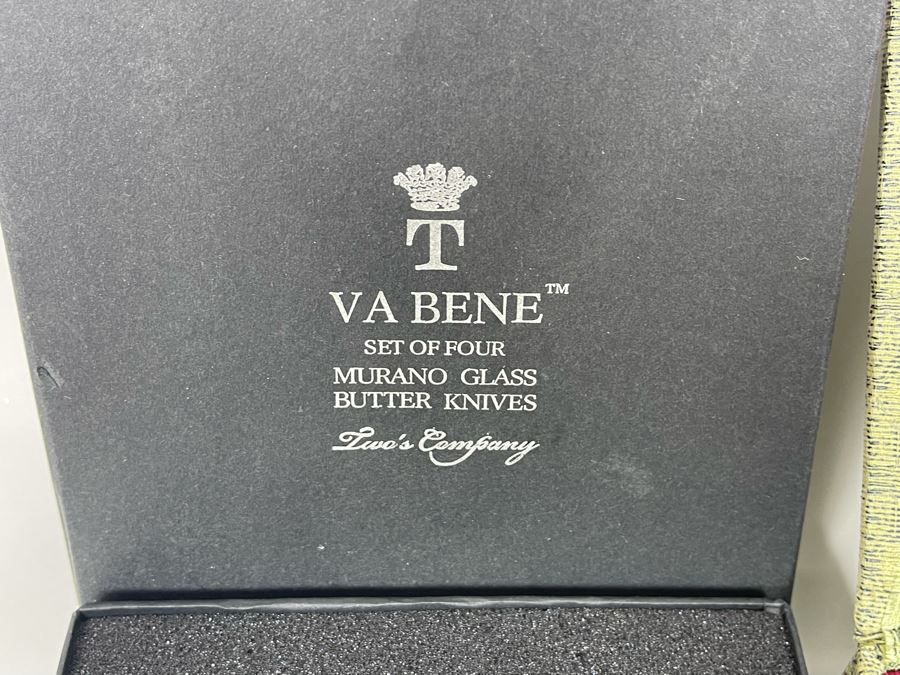 T
VA BENE™
SET OF FOUR
MURANO GLASS
BUTTER KNIVES
Two's Company